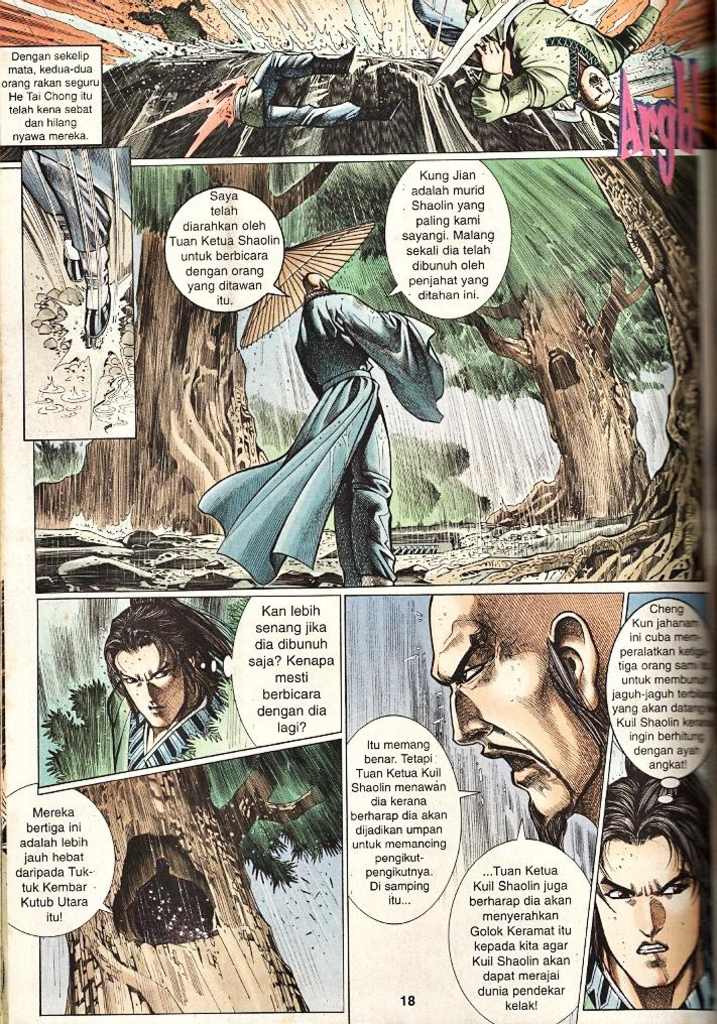 Dengan sekelip
mata, kedua-dua
orang rakan seguru
He Tai Chong itu
telah kena sebat
dan hilang
nyawa mereka.
Argh
Saya
telah
diarahkan oleh
Tuan Ketua Shaolin
untuk berbicara
dengan orang
yang ditawan
itu.
Kung Jian
adalah murid
Shaolin yang
paling kami
sayangi. Malang
sekali dia telah
dibunuh oleh
penjahat yang
ditahan ini.
Kan lebih
senang jika
dia dibunuh
saja? Kenapa
mesti
berbicara
dengan dia
lagi?
Mereka
bertiga ini
adalah lebih
jauh hebat
daripada Tuk-
tuk Kembar
Kutub Utara
itu!
Itu memang
benar. Tetapi
Tuan Ketua Kuil
Shaolin menawan
dia kerana
berharap dia akan
dijadikan umpan
untuk memancing
pengikut-
pengikutnya.
Di samping
itu...
...Tuan Ketua
Kuil Shaolin juga
berharap dia akan
menyerahkan
Golok Keramat itu
kepada kita agar
Kuil Shaolin akan
dapat merajai
dunia pendekar
kelak!
Cheng
Kun jahanam
ini cuba mem-
peralatkan ketiga-
tiga orang sami itu
untuk membunuh
jaguh-jaguh terbilang
yang akan datang
Kuil Shaolin kerana
ingin berhitung
dengan ayah
angkat!
18